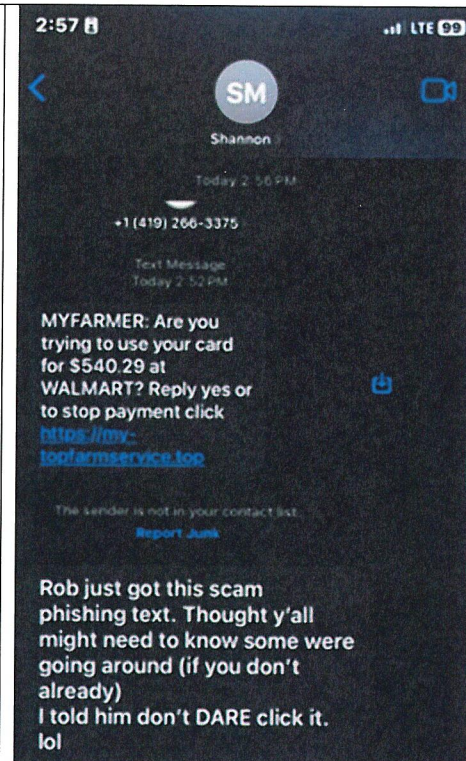 2:57
LTE 99
SM
Shannon
Today 2:56 PM
+1 (419) 266-3375
Text Message
Today 2:52 PM
MYFARMER: Are you
trying to use your card
for $540.29 at
WALMART? Reply yes or
to stop payment click
https://my-
topfarmservice.top
The sender is not in your contact list.
Report Junk
Rob just got this scam
phishing text. Thought y'all
might need to know some were
going around (if you don't
already)
I told him don't DARE click it.
lol